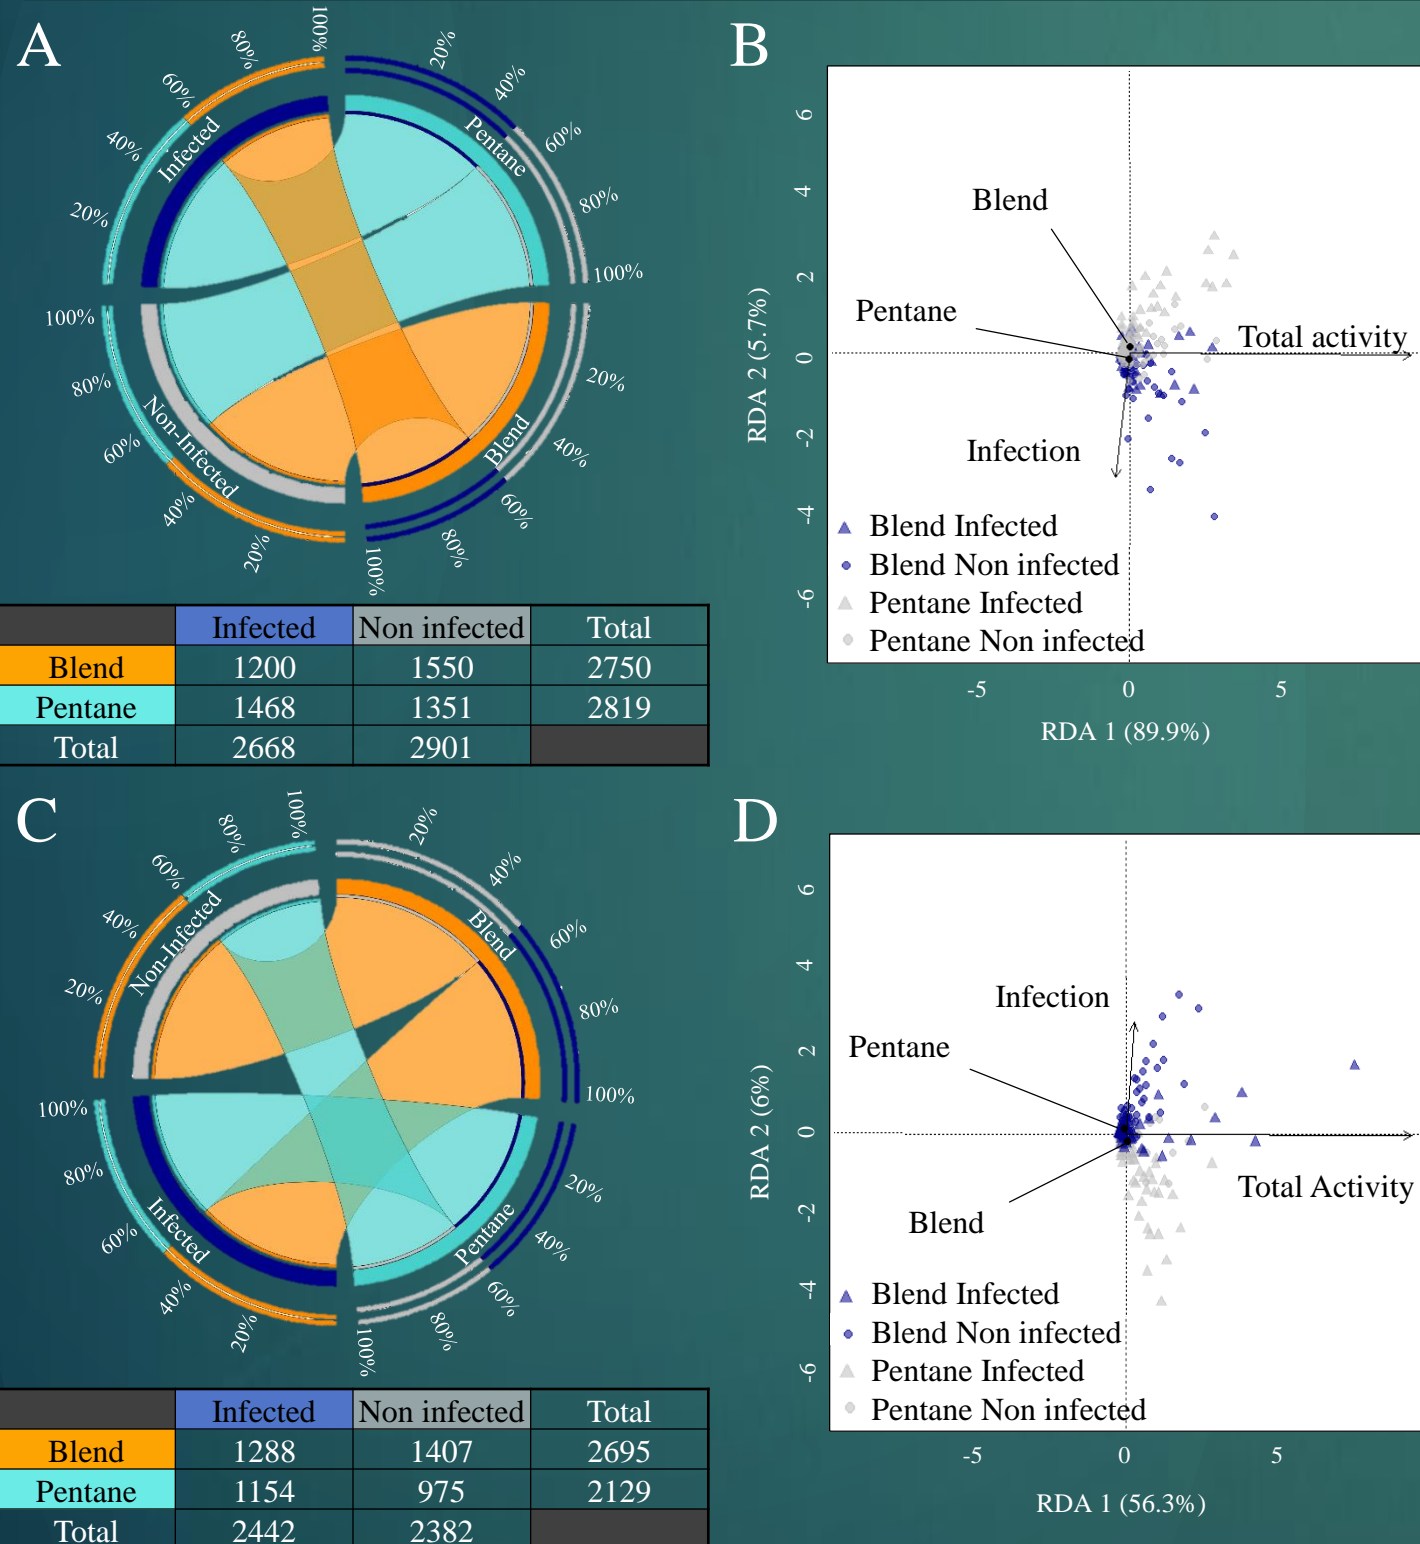 A
100%
80%
60%
40%
20%
Infected
20%
40%
60%
80%
100%
Pentane
100%
80%
60%
40%
20%
Non-Infected
20%
40%
60%
80%
100%
Blend
Infected Non infected Total
Blend 1200 1550 2750
Pentane 1468 1351 2819
Total 2668 2901
B
6
4
2
0
-2
-4
-6
RDA 2 (5.7%)
Blend
Pentane
Total activity
Infection
Blend Infected
Blend Non infected
Pentane Infected
Pentane Non infected
-5 0 5
RDA 1 (89.9%)
C
100%
80%
60%
40%
20%
Non-Infected
20%
40%
60%
80%
100%
Blend
100%
80%
60%
40%
20%
Infected
20%
40%
60%
80%
100%
Pentane
Infected Non infected Total
Blend 1288 1407 2695
Pentane 1154 975 2129
Total 2442 2382
D
6
4
2
0
-2
-4
-6
RDA 2 (6%)
Infection
Pentane
Total Activity
Blend
Blend Infected
Blend Non infected
Pentane Infected
Pentane Non infected
-5 0 5
RDA 1 (56.3%)